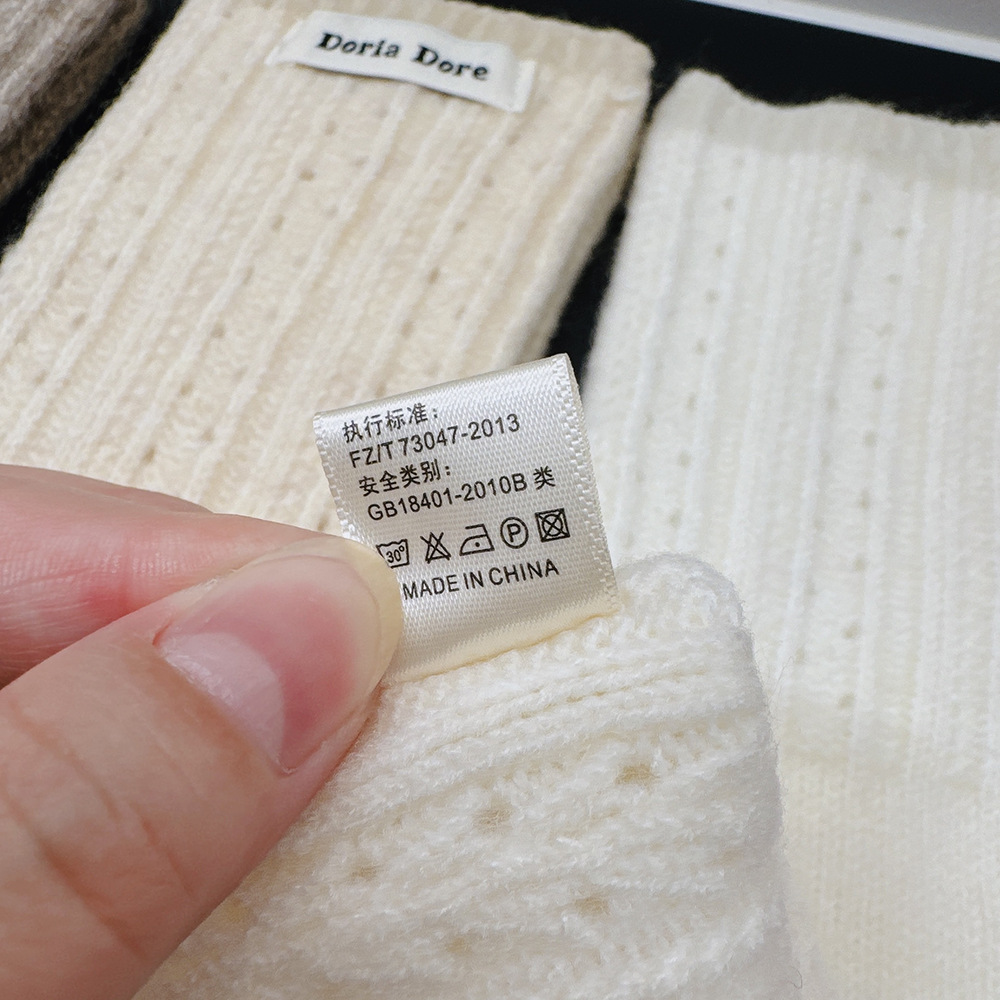 Doria Dore
执行标准：
FZ/T 73047-2013
安全类别：
GB18401-2010B 类
30°
P
MADE IN CHINA